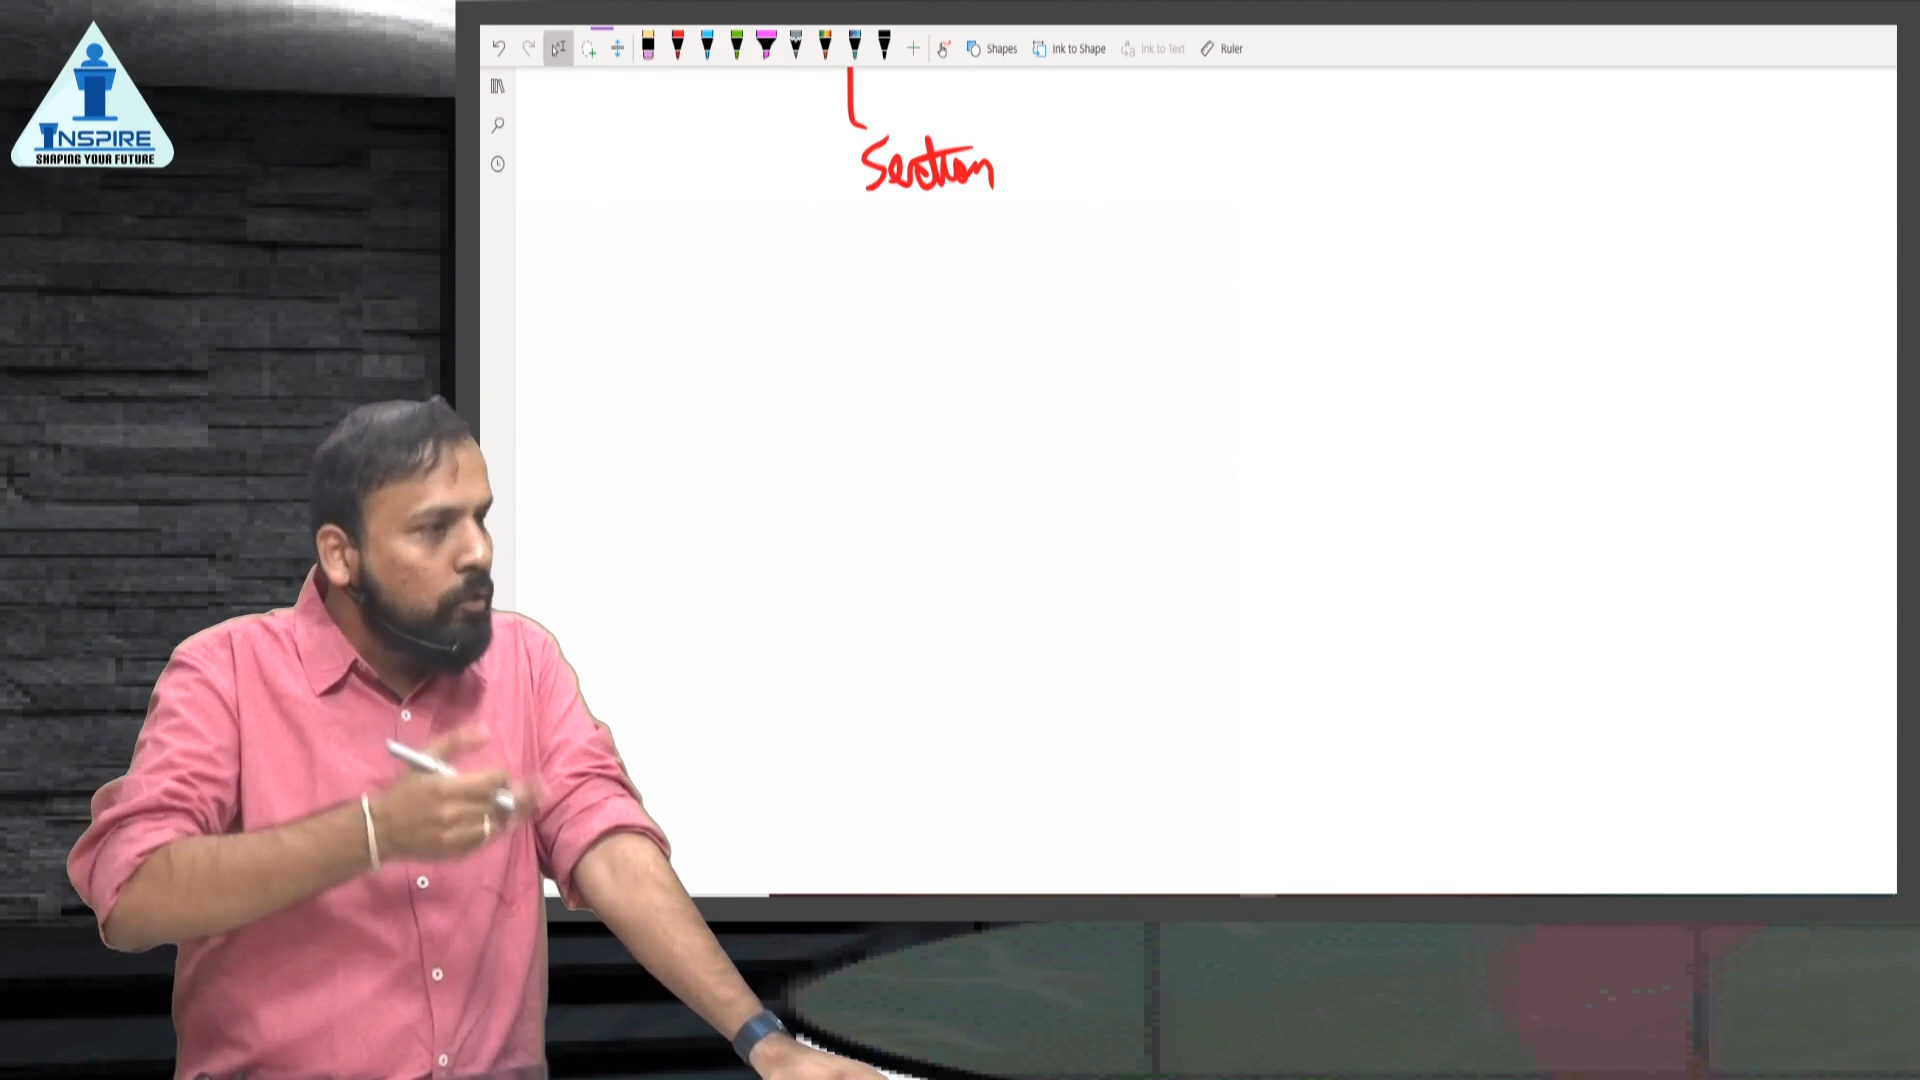 INSPIRE
SHAPING YOUR FUTURE
Shapes
Ink to Shape
Ink to Text
Ruler
Section